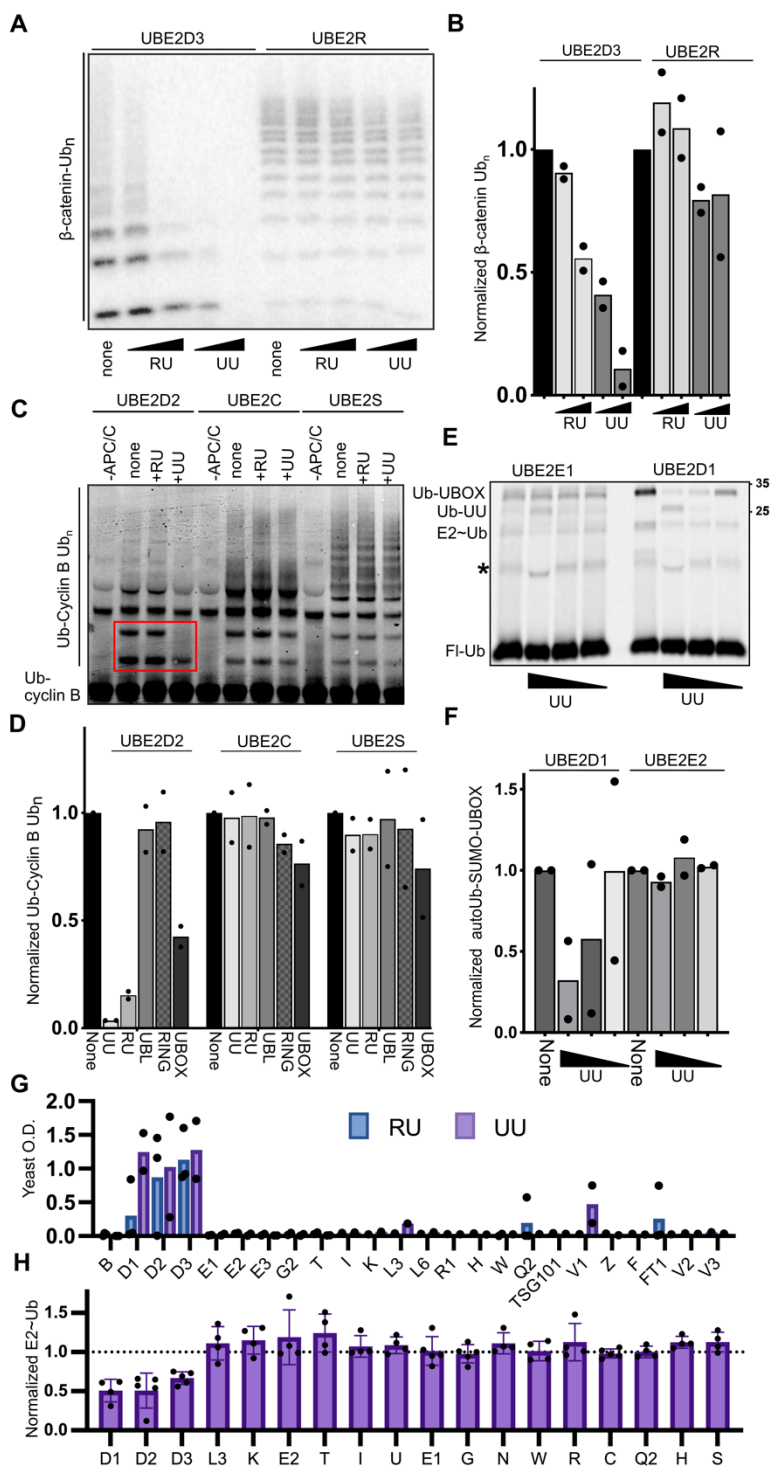 A
UBE2D3 UBE2R
β-catenin-Ubn
none RU UU none RU UU
B
UBE2D3 UBE2R
Normalized β-catenin Ubn
1.0
0.5
0.0
RU UU RU UU
C
UBE2D2 UBE2C UBE2S
-APC/C none +RU +UU -APC/C none +RU +UU -APC/C none +RU +UU
Ub-Cyclin B Ubn
Ub-
cyclin B
E
UBE2E1 UBE2D1
Ub-UBOX 35
Ub-UU 25
E2~Ub
*
Fl-Ub
UU UU
D
UBE2D2 UBE2C UBE2S
Normalized Ub-Cyclin B Ubn
1.0
0.5
0.0
None UU RU UBL RING UBOX None UU RU UBL RING UBOX None UU RU UBL RING UBOX
F
UBE2D1 UBE2E2
Normalized autoUb-SUMO-UBOX
1.5
1.0
0.5
0.0
None UU None UU
G
RU UU
Yeast O.D.
2.0
1.5
1.0
0.5
0.0
B D1 D2 D3 E1 E2 E3 G2 T I K L3 L6 R1 H W Q2 TSG101 V1 Z F FT1 V2 V3
H
Normalized E2~Ub
1.5
1.0
0.5
0.0
D1 D2 D3 L3 K E2 T I U E1 G N W R C Q2 H S